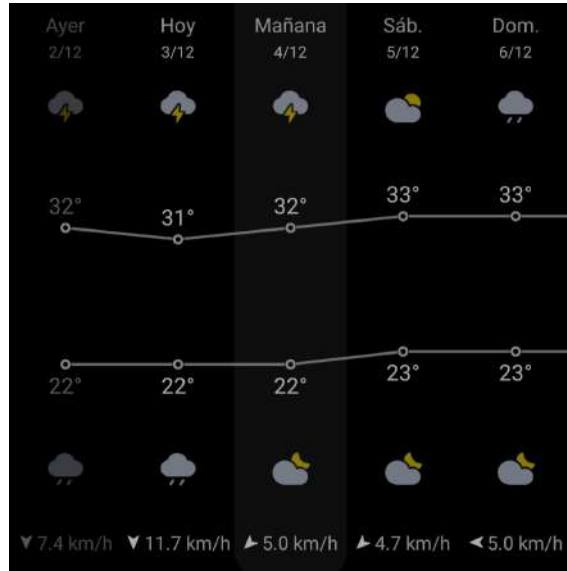 Ayer Hoy Mañana Sáb. Dom.
2/12 3/12 4/12 5/12 6/12
32° 31° 32° 33° 33°
22° 22° 22° 23° 23°
7.4 km/h 11.7 km/h 5.0 km/h 4.7 km/h 5.0 km/h